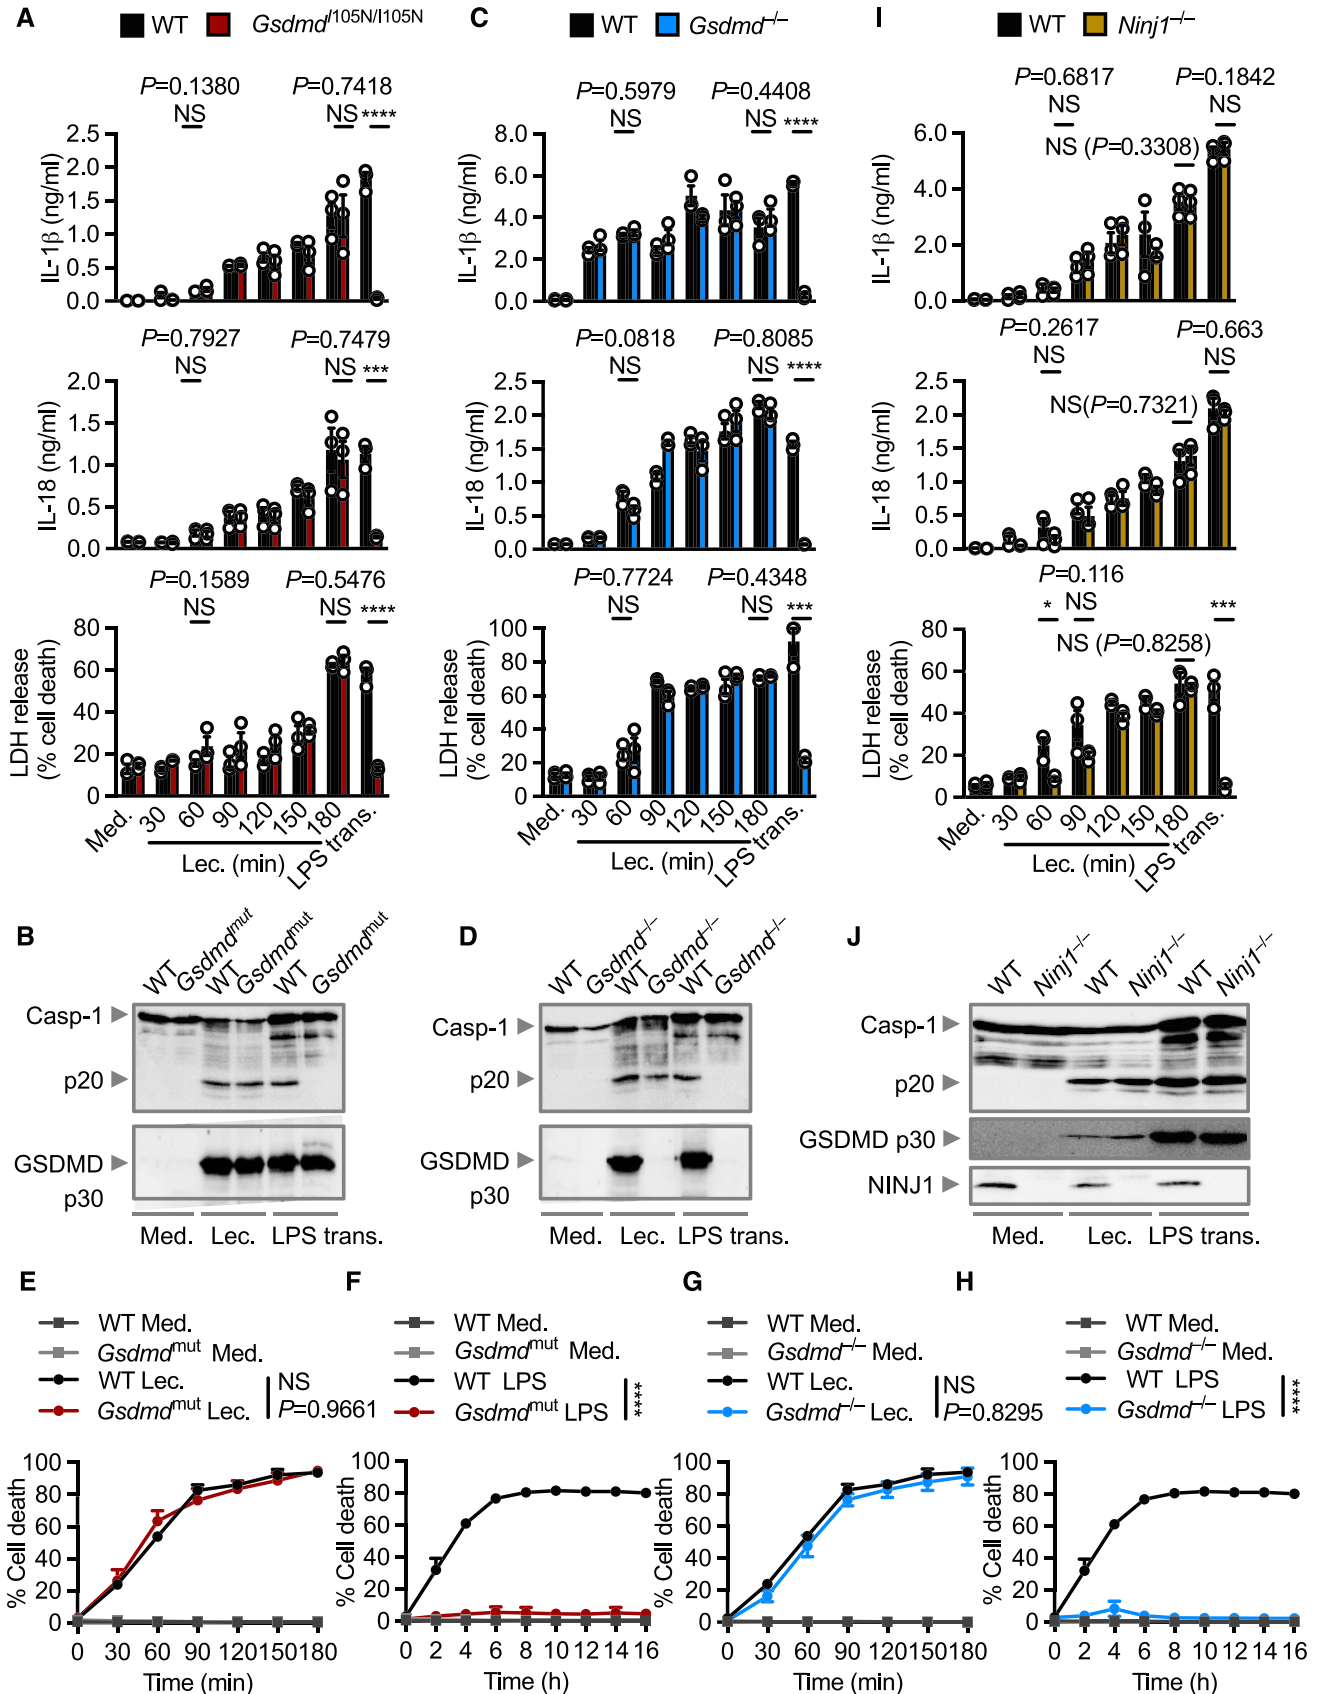 A
WT Gsdmd^I105N/I105N
P=0.1380 P=0.7418
NS NS ****
2.5
2.0
1.5
1.0
0.5
0.0
IL-1β (ng/ml)
P=0.7927 P=0.7479
NS NS ***
2.0
1.5
1.0
0.5
0.0
IL-18 (ng/ml)
P=0.1589 P=0.5476
NS NS ****
80
60
40
20
0
LDH release
(% cell death)
Med. 30 60 90 120 150 180 LPS trans.
Lec. (min)
C
WT Gsdmd–/–
P=0.5979 P=0.4408
NS NS ****
8.0
6.0
4.0
2.0
0.0
IL-1β (ng/ml)
P=0.0818 P=0.8085
NS NS ****
2.5
2.0
1.5
1.0
0.5
0.0
IL-18 (ng/ml)
P=0.7724 P=0.4348
NS NS ***
100
80
60
40
20
0
LDH release
(% cell death)
Med. 30 60 90 120 150 180 LPS trans.
Lec. (min)
I
WT Ninj1–/–
P=0.6817 P=0.1842
NS NS
NS (P=0.3308)
6.0
4.0
2.0
0.0
IL-1β (ng/ml)
P=0.2617 P=0.663
NS NS
NS(P=0.7321)
2.5
2.0
1.5
1.0
0.5
0.0
IL-18 (ng/ml)
P=0.116
* NS ***
NS (P=0.8258)
80
60
40
20
0
LDH release
(% cell death)
Med. 30 60 90 120 150 180 LPS trans.
Lec. (min)
B
WT Gsdmd^mut WT Gsdmd^mut WT Gsdmd^mut
Casp-1
p20
GSDMD
p30
Med. Lec. LPS trans.
D
WT Gsdmd–/– WT Gsdmd–/– WT Gsdmd–/–
Casp-1
p20
GSDMD
p30
Med. Lec. LPS trans.
J
WT Ninj1–/– WT Ninj1–/– WT Ninj1–/–
Casp-1
p20
GSDMD p30
NINJ1
Med. Lec. LPS trans.
E
WT Med.
Gsdmd^mut Med.
WT Lec.
Gsdmd^mut Lec.
NS
P=0.9661
100
80
60
40
20
0
% Cell death
0 30 60 90 120 150 180
Time (min)
F
WT Med.
Gsdmd^mut Med.
WT LPS
Gsdmd^mut LPS
****
100
80
60
40
20
0
% Cell death
0 2 4 6 8 10 12 14 16
Time (h)
G
WT Med.
Gsdmd–/– Med.
WT Lec.
Gsdmd–/– Lec.
NS
P=0.8295
100
80
60
40
20
0
% Cell death
0 30 60 90 120 150 180
Time (min)
H
WT Med.
Gsdmd–/– Med.
WT LPS
Gsdmd–/– LPS
****
100
80
60
40
20
0
% Cell death
0 2 4 6 8 10 12 14 16
Time (h)